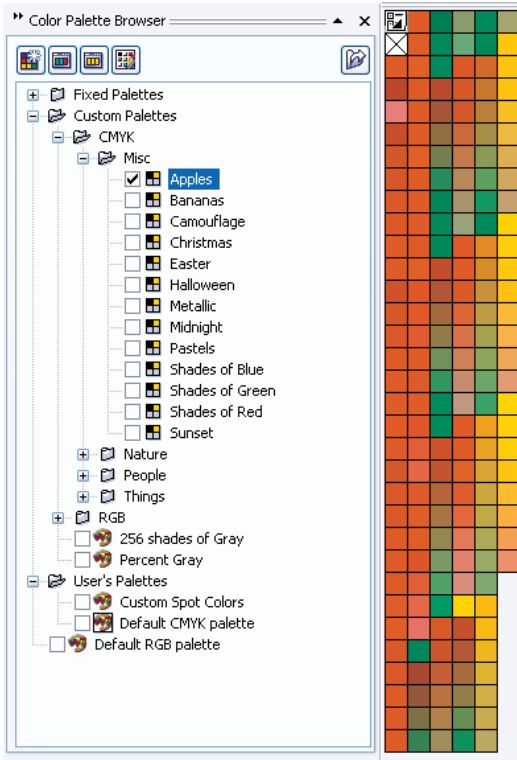 Color Palette Browser
Fixed Palettes
Custom Palettes
CMYK
Misc
Apples
Bananas
Camouflage
Christmas
Easter
Halloween
Metallic
Midnight
Pastels
Shades of Blue
Shades of Green
Shades of Red
Sunset
Nature
People
Things
RGB
256 shades of Gray
Percent Gray
User's Palettes
Custom Spot Colors
Default CMYK palette
Default RGB palette